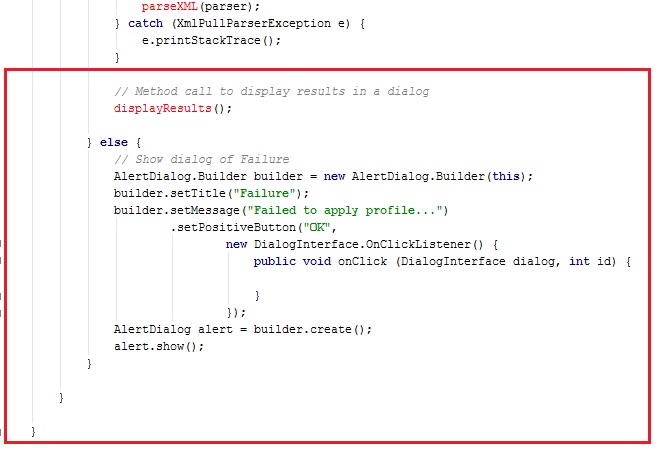 parseXML(parser);
} catch (XmlPullParserException e) {
e.printStackTrace();
}
// Method call to display results in a dialog
displayResults();
} else {
// Show dialog of Failure
AlertDialog.Builder builder = new AlertDialog.Builder(this);
builder.setTitle("Failure");
builder.setMessage("Failed to apply profile...")
.setPositiveButton("OK",
new DialogInterface.OnClickListener() {
public void onClick (DialogInterface dialog, int id) {
}
});
AlertDialog alert = builder.create();
alert.show();
}
}
}